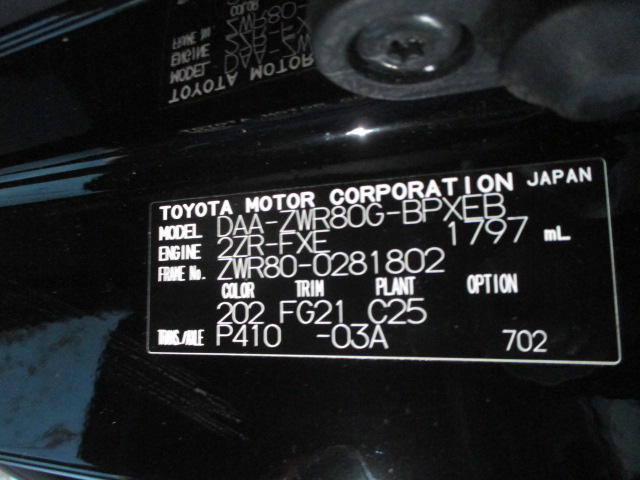 TOYOTA MOTOR CORPORATION JAPAN
MODEL DAA-ZWR80G-BPXEB
ENGINE 2ZR-FXE 1797 mL
FRAME No. ZWR80-0281802
COLOR TRIM PLANT OPTION
202 FG21 C25
TRANS./AXLE P410 -03A 702